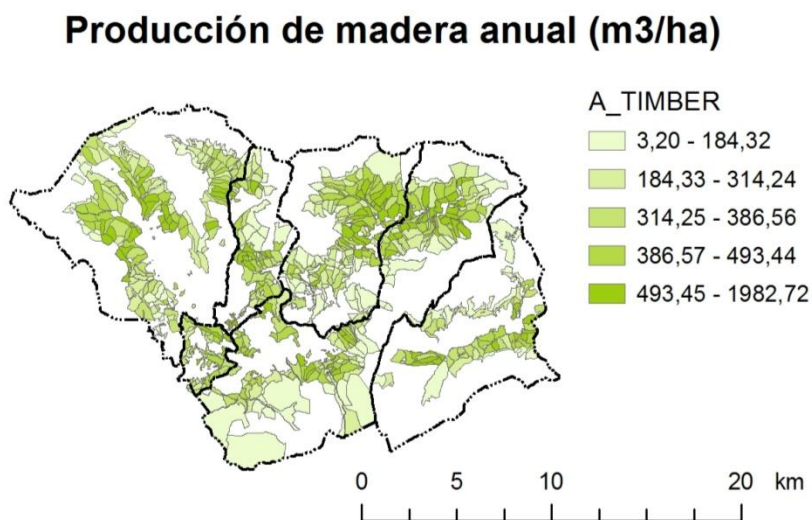 Producción de madera anual (m3/ha)
A_TIMBER
3,20 - 184,32
184,33 - 314,24
314,25 - 386,56
386,57 - 493,44
493,45 - 1982,72
0 5 10 20 km